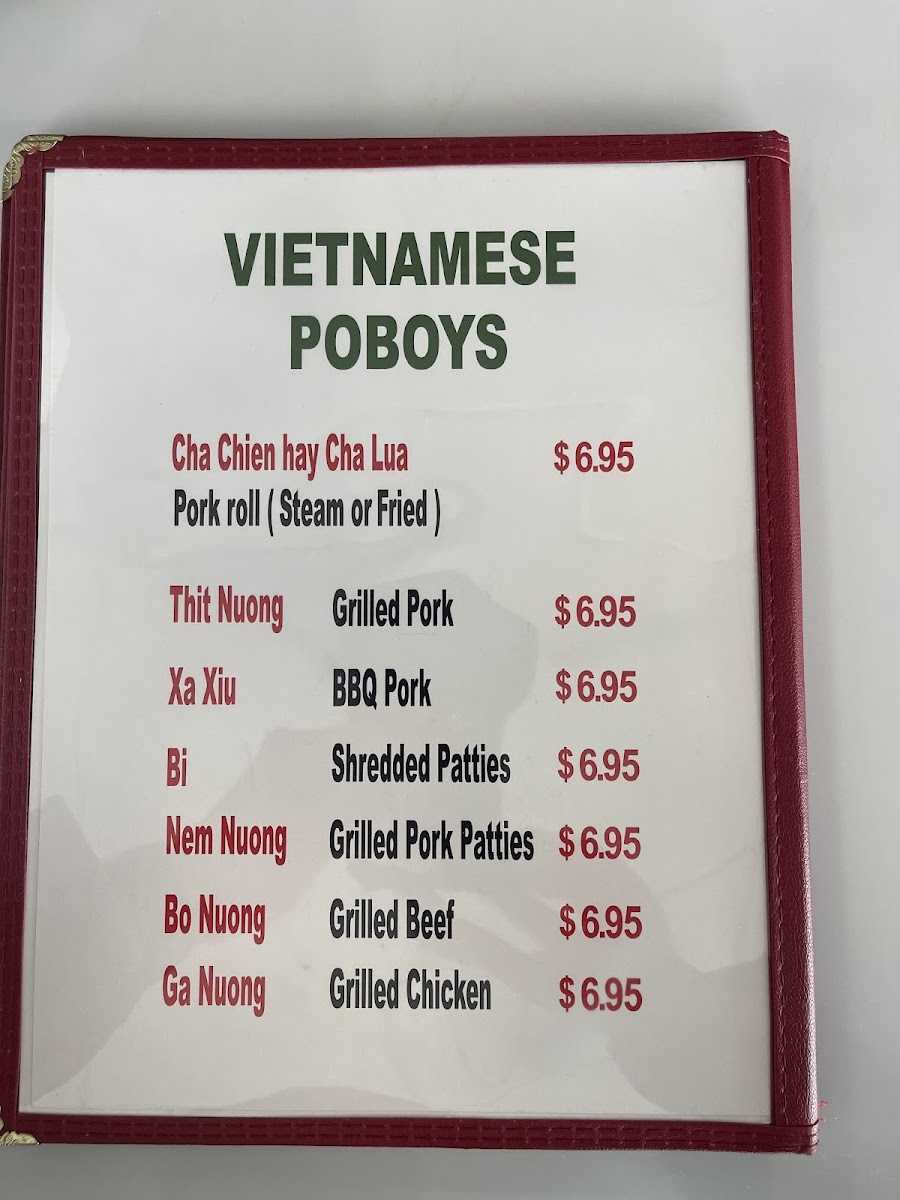 VIETNAMESE
POBOYS
Cha Chien hay Cha Lua $ 6.95
Pork roll ( Steam or Fried )
Thit Nuong Grilled Pork $ 6.95
Xa Xiu BBQ Pork $ 6.95
Bi Shredded Patties $ 6.95
Nem Nuong Grilled Pork Patties $ 6.95
Bo Nuong Grilled Beef $ 6.95
Ga Nuong Grilled Chicken $ 6.95